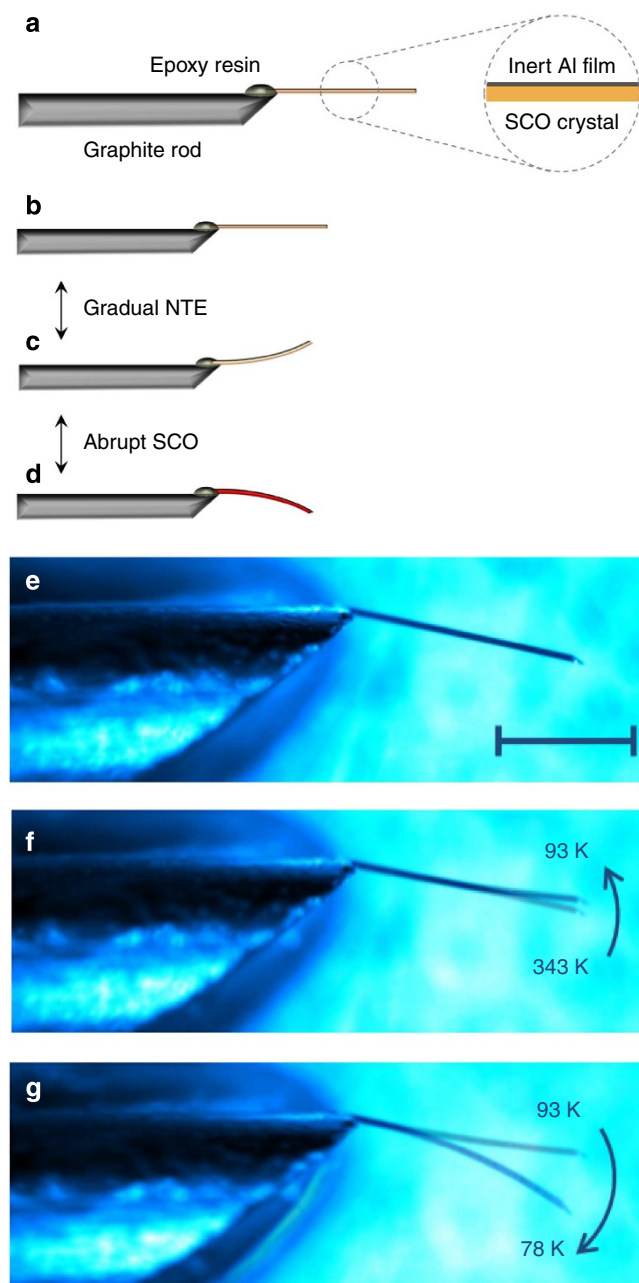 a
Epoxy resin
Inert Al film
SCO crystal
Graphite rod
b
Gradual NTE
c
Abrupt SCO
d
e
f
93 K
343 K
g
93 K
78 K